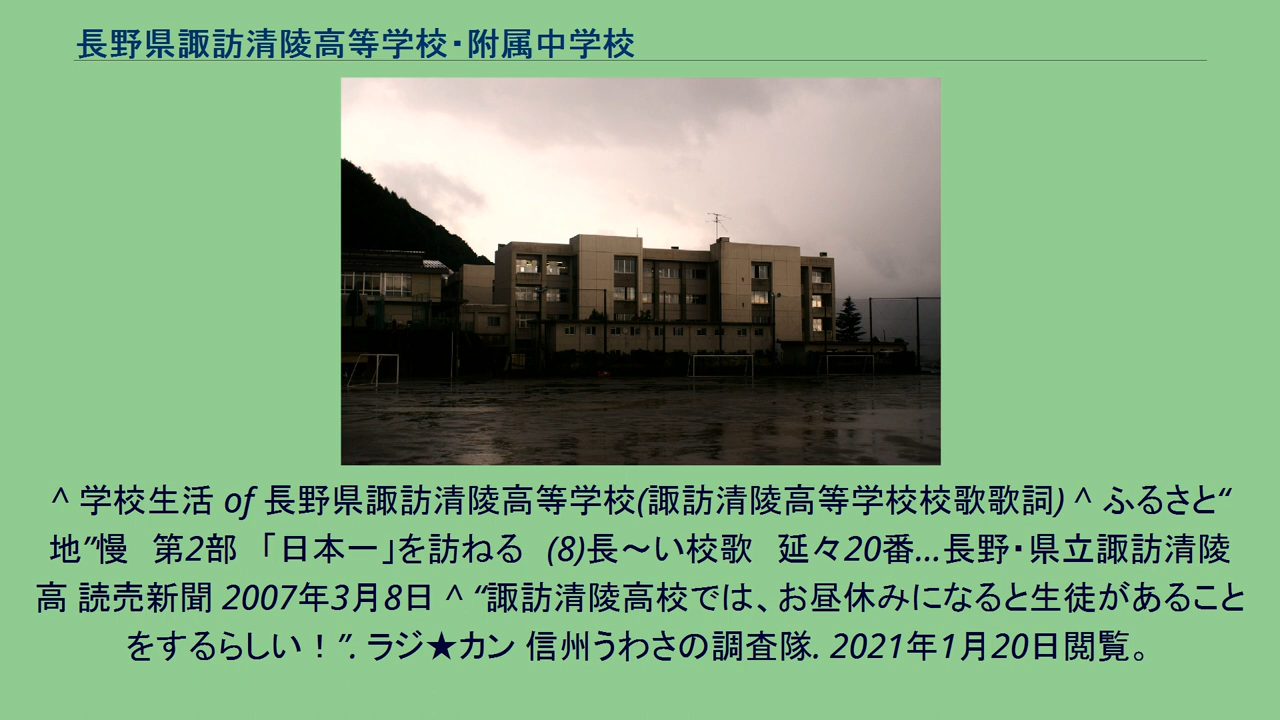 長野県諏訪清陵高等学校・附属中学校
^ 学校生活 of 長野県諏訪清陵高等学校(諏訪清陵高等学校校歌歌詞) ^ ふるさと“
地”慢　第2部　「日本一」を訪ねる　(8)長〜い校歌　延々20番...長野・県立諏訪清陵
高 読売新聞 2007年3月8日 ^ “諏訪清陵高校では、お昼休みになると生徒があること
をするらしい！”. ラジ★カン 信州うわさの調査隊. 2021年1月20日閲覧。